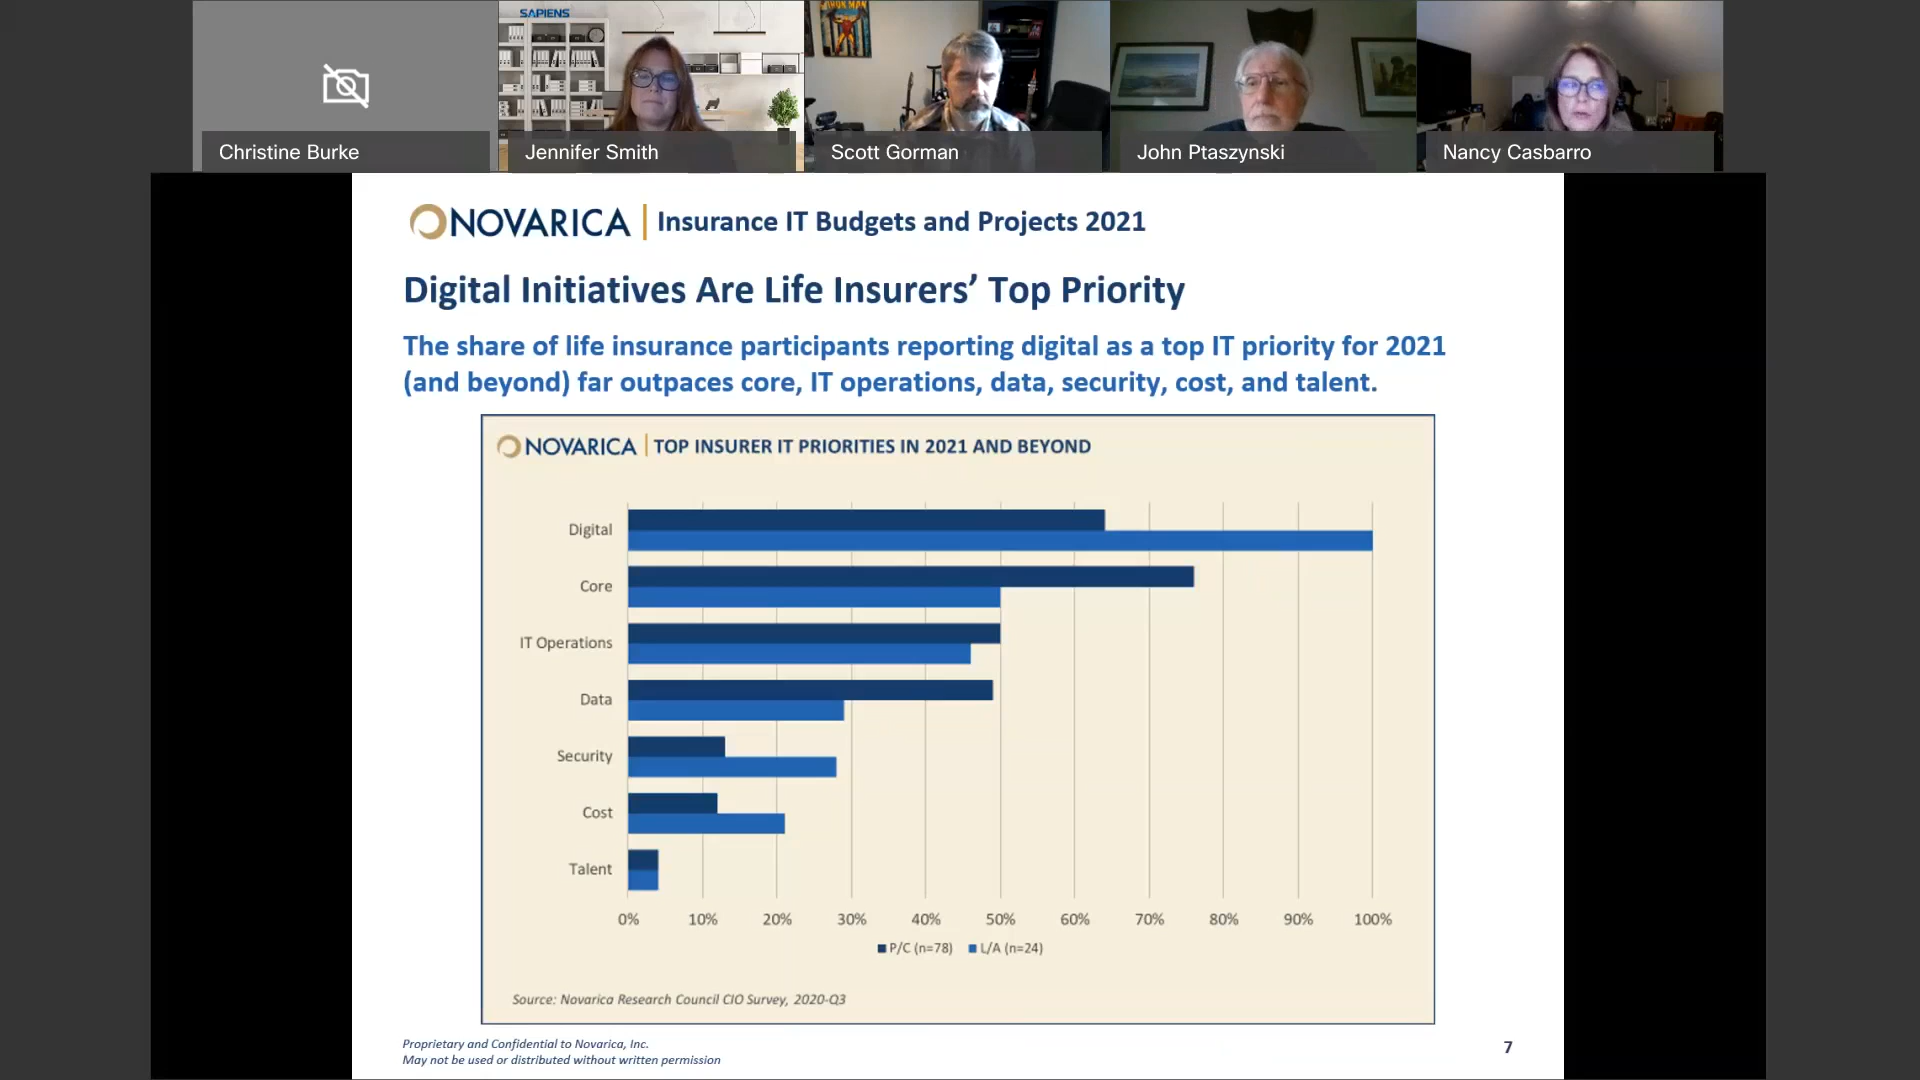 SAPIENS
IRON MAN
Christine Burke
Jennifer Smith
Scott Gorman
John Ptaszynski
Nancy Casbarro
NOVARICA | Insurance IT Budgets and Projects 2021
Digital Initiatives Are Life Insurers’ Top Priority
The share of life insurance participants reporting digital as a top IT priority for 2021
(and beyond) far outpaces core, IT operations, data, security, cost, and talent.
NOVARICA | TOP INSURER IT PRIORITIES IN 2021 AND BEYOND
Digital
Core
IT Operations
Data
Security
Cost
Talent
0% 10% 20% 30% 40% 50% 60% 70% 80% 90% 100%
P/C (n=78) L/A (n=24)
Source: Novarica Research Council CIO Survey, 2020-Q3
Proprietary and Confidential to Novarica, Inc.
May not be used or distributed without written permission
7